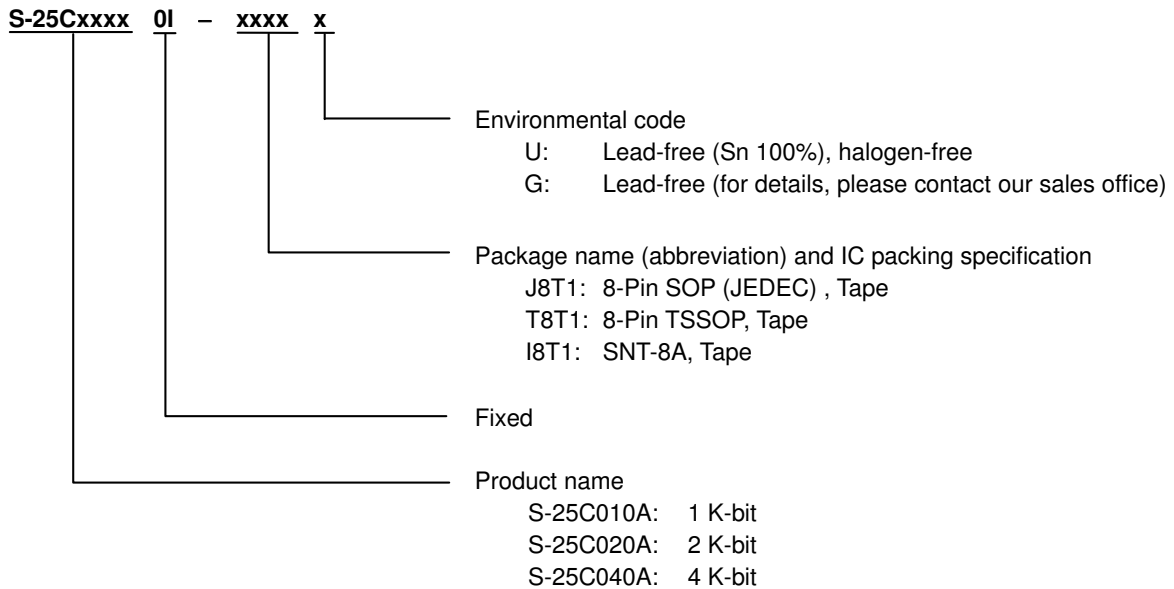 S-25Cxxxx 0I – xxxx x
Environmental code
U: Lead-free (Sn 100%), halogen-free
G: Lead-free (for details, please contact our sales office)
Package name (abbreviation) and IC packing specification
J8T1: 8-Pin SOP (JEDEC) , Tape
T8T1: 8-Pin TSSOP, Tape
I8T1: SNT-8A, Tape
Fixed
Product name
S-25C010A: 1 K-bit
S-25C020A: 2 K-bit
S-25C040A: 4 K-bit